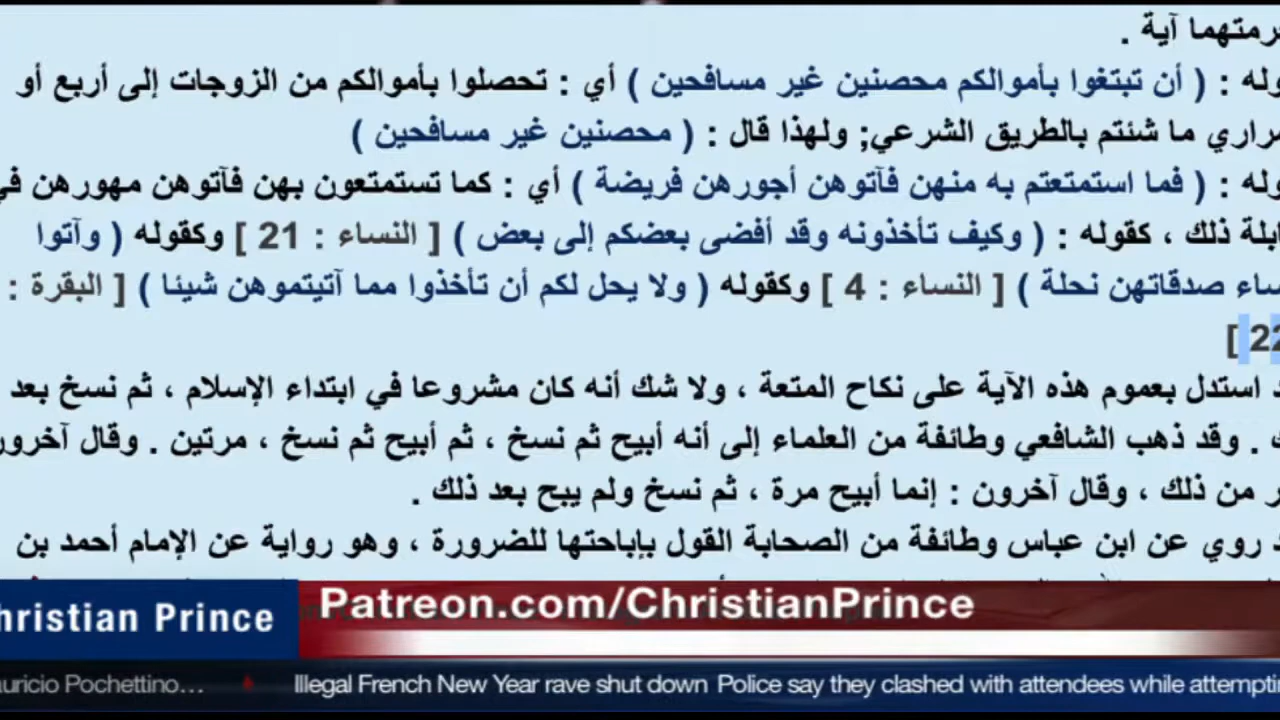 رمتهما آية .
وله : ( أن تبتغوا بأموالكم محصنين غير مسافحين ) أي : تحصلوا بأموالكم من الزوجات إلى أربع أو
راري ما شئتم بالطريق الشرعي; ولهذا قال : ( محصنين غير مسافحين )
وله : ( فما استمتعتم به منهن فآتوهن أجورهن فريضة ) أي : كما تستمتعون بهن فآتوهن مهورهن في
ابلة ذلك ، كقوله : ( وكيف تأخذونه وقد أفضى بعضكم إلى بعض ) [ النساء : 21 ] وكقوله ( وآتوا
ساء صدقاتهن نحلة ) [ النساء : 4 ] وكقوله ( ولا يحل لكم أن تأخذوا مما آتيتموهن شيئا ) [ البقرة :
22 ]
د استدل بعموم هذه الآية على نكاح المتعة ، ولا شك أنه كان مشروعا في ابتداء الإسلام ، ثم نسخ بعد
ك . وقد ذهب الشافعي وطائفة من العلماء إلى أنه أبيح ثم نسخ ، ثم أبيح ثم نسخ ، مرتين . وقال آخرون
ر من ذلك ، وقال آخرون : إنما أبيح مرة ، ثم نسخ ولم يبح بعد ذلك .
د روي عن ابن عباس وطائفة من الصحابة القول بإباحتها للضرورة ، وهو رواية عن الإمام أحمد بن
hristian Prince
Patreon.com/ChristianPrince
auricio Pochettino... Illegal French New Year rave shut down Police say they clashed with attendees while attemptin